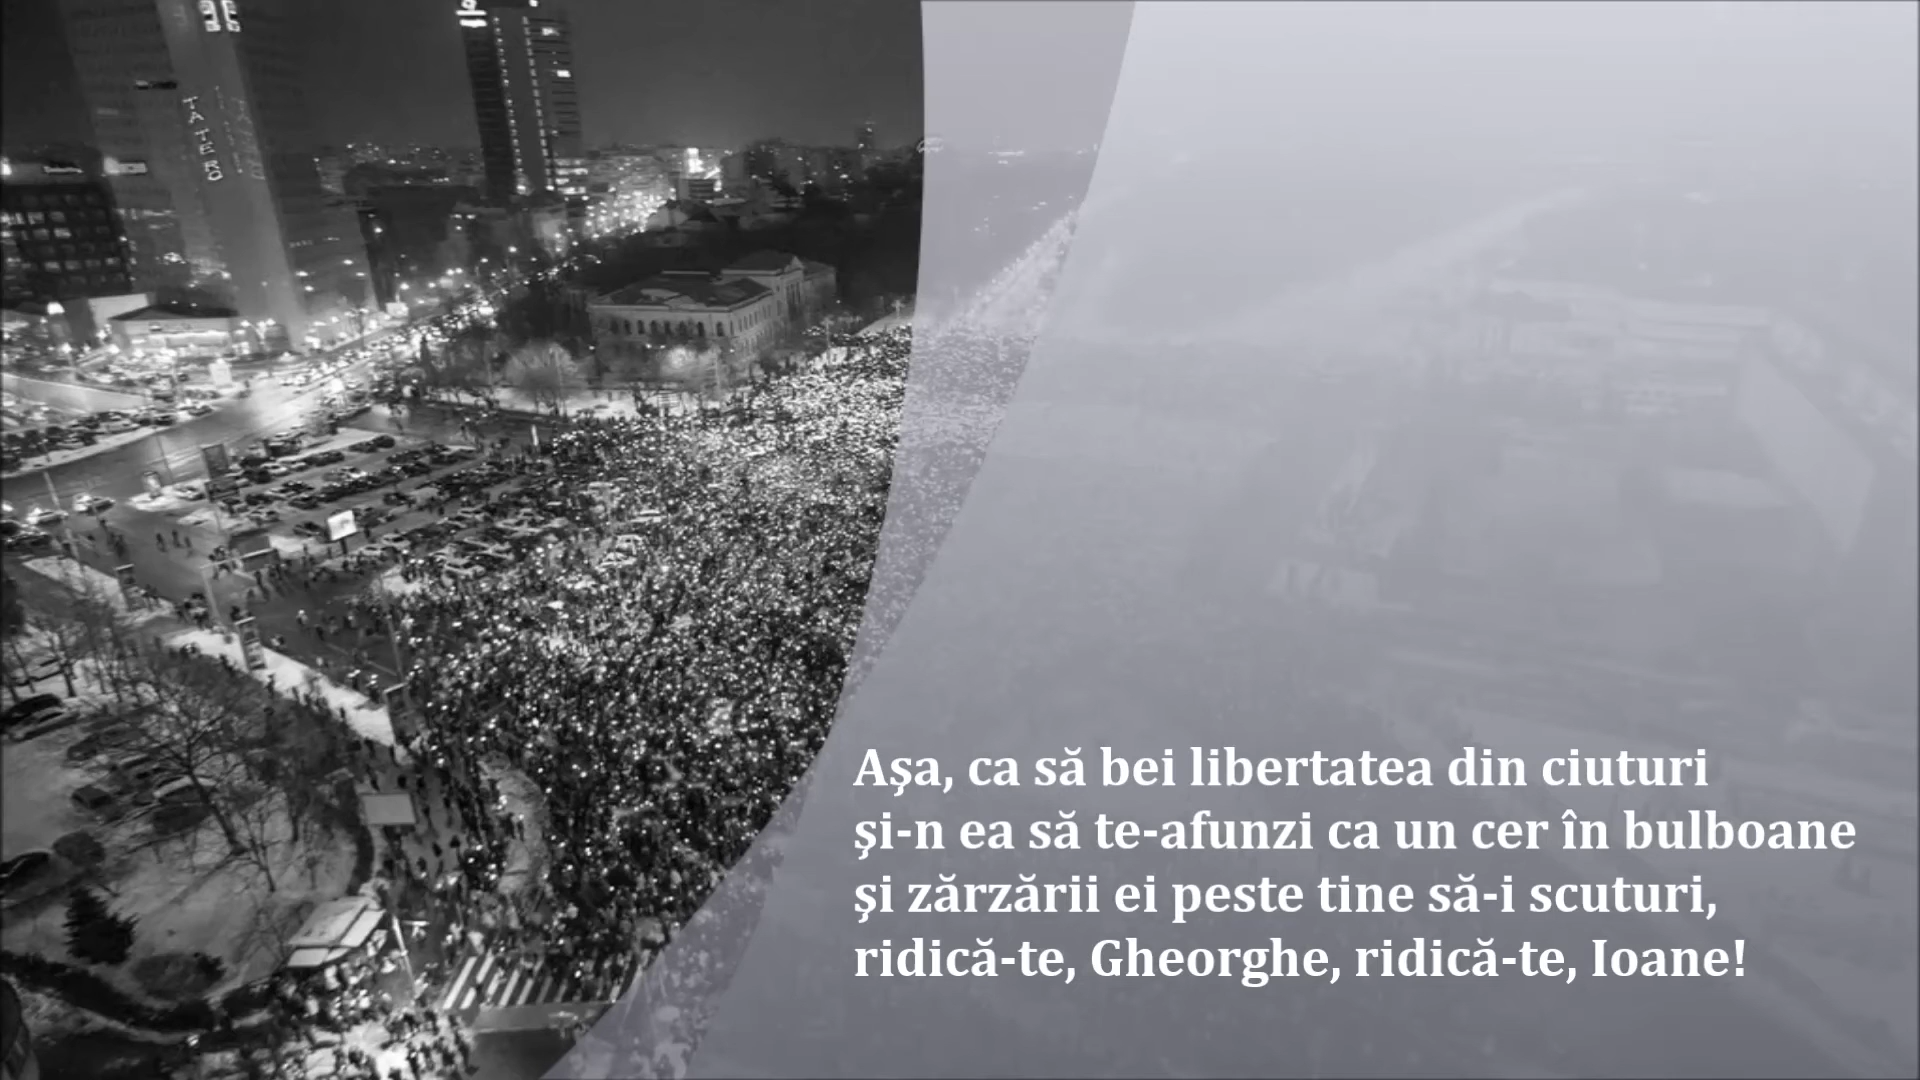 Aşa, ca să bei libertatea din ciuturi
şi-n ea să te-afunzi ca un cer în bulboane
şi zărzării ei peste tine să-i scuturi,
ridică-te, Gheorghe, ridică-te, Ioane!